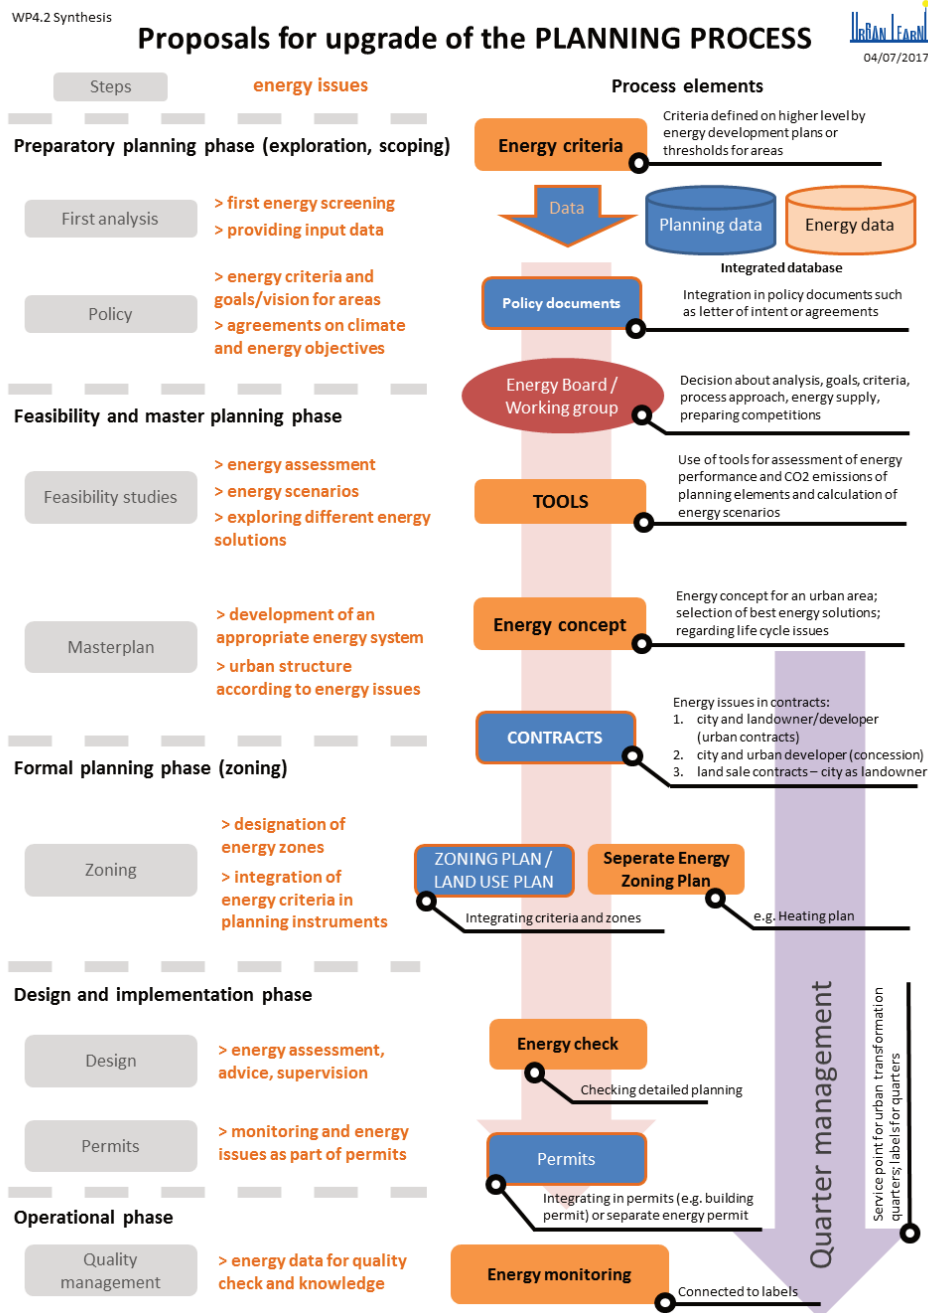 WP4.2 Synthesis
Proposals for upgrade of the PLANNING PROCESS
URBAN LEARN
04/07/2017
Steps
energy issues
Process elements
Preparatory planning phase (exploration, scoping)
Energy criteria
Criteria defined on higher level by
energy development plans or
thresholds for areas
First analysis
> first energy screening
> providing input data
Data
Planning data
Energy data
Integrated database
Policy
> energy criteria and
goals/vision for areas
> agreements on climate
and energy objectives
Policy documents
Integration in policy documents such
as letter of intent or agreements
Energy Board /
Working group
Decision about analysis, goals, criteria,
process approach, energy supply,
preparing competitions
Feasibility and master planning phase
Feasibility studies
> energy assessment
> energy scenarios
> exploring different energy
solutions
TOOLS
Use of tools for assessment of energy
performance and CO2 emissions of
planning elements and calculation of
energy scenarios
Masterplan
> development of an
appropriate energy system
> urban structure
according to energy issues
Energy concept
Energy concept for an urban area;
selection of best energy solutions;
regarding life cycle issues
CONTRACTS
Energy issues in contracts:
1. city and landowner/developer
(urban contracts)
2. city and urban developer (concession)
3. land sale contracts – city as landowner
Formal planning phase (zoning)
Zoning
> designation of
energy zones
> integration of
energy criteria in
planning instruments
ZONING PLAN /
LAND USE PLAN
Integrating criteria and zones
Seperate Energy
Zoning Plan
e.g. Heating plan
Design and implementation phase
Design
> energy assessment,
advice, supervision
Energy check
Checking detailed planning
Permits
> monitoring and energy
issues as part of permits
Permits
Integrating in permits (e.g. building
permit) or separate energy permit
Quarter management
Service point for urban transformation
quarters; labels for quarters
Operational phase
Quality
management
> energy data for quality
check and knowledge
Energy monitoring
Connected to labels